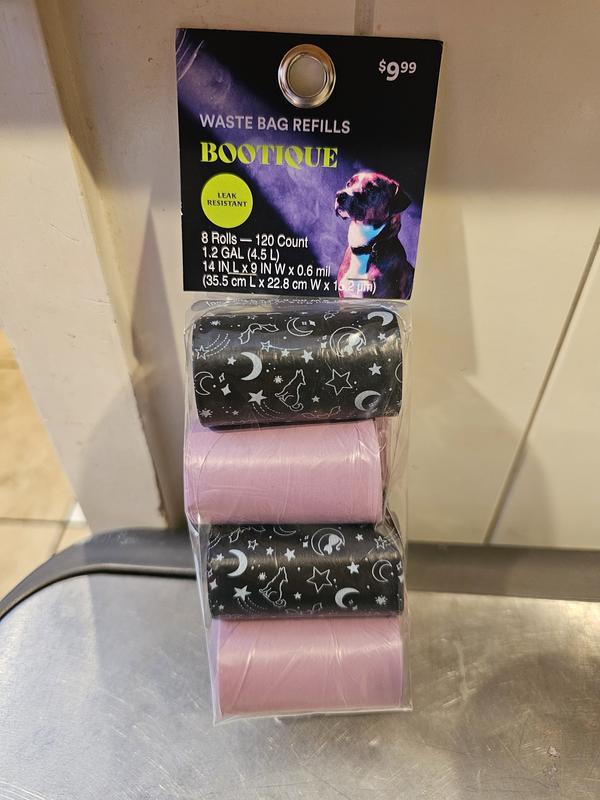 $9.99
WASTE BAG REFILLS
BOOTIQUE
LEAK
RESISTANT
8 Rolls — 120 Count
1.2 GAL (4.5 L)
14 IN L x 9 IN W x 0.6 mil
(35.5 cm L x 22.8 cm W x 15.2 µm)